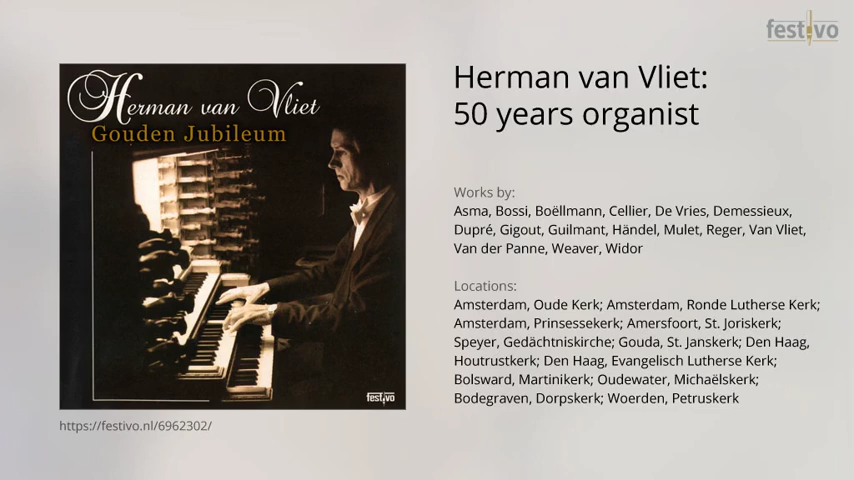 festivo
Herman van Vliet
Gouden Jubileum
festivo
https://festivo.nl/6962302/
Herman van Vliet:
50 years organist
Works by:
Asma, Bossi, Boëllmann, Cellier, De Vries, Demessieux,
Dupré, Gigout, Guilmant, Händel, Mulet, Reger, Van Vliet,
Van der Panne, Weaver, Widor
Locations:
Amsterdam, Oude Kerk; Amsterdam, Ronde Lutherse Kerk;
Amsterdam, Prinsessekerk; Amersfoort, St. Joriskerk;
Speyer, Gedächtniskirche; Gouda, St. Janskerk; Den Haag,
Houtrustkerk; Den Haag, Evangelisch Lutherse Kerk;
Bolsward, Martinikerk; Oudewater, Michaëlskerk;
Bodegraven, Dorpskerk; Woerden, Petruskerk